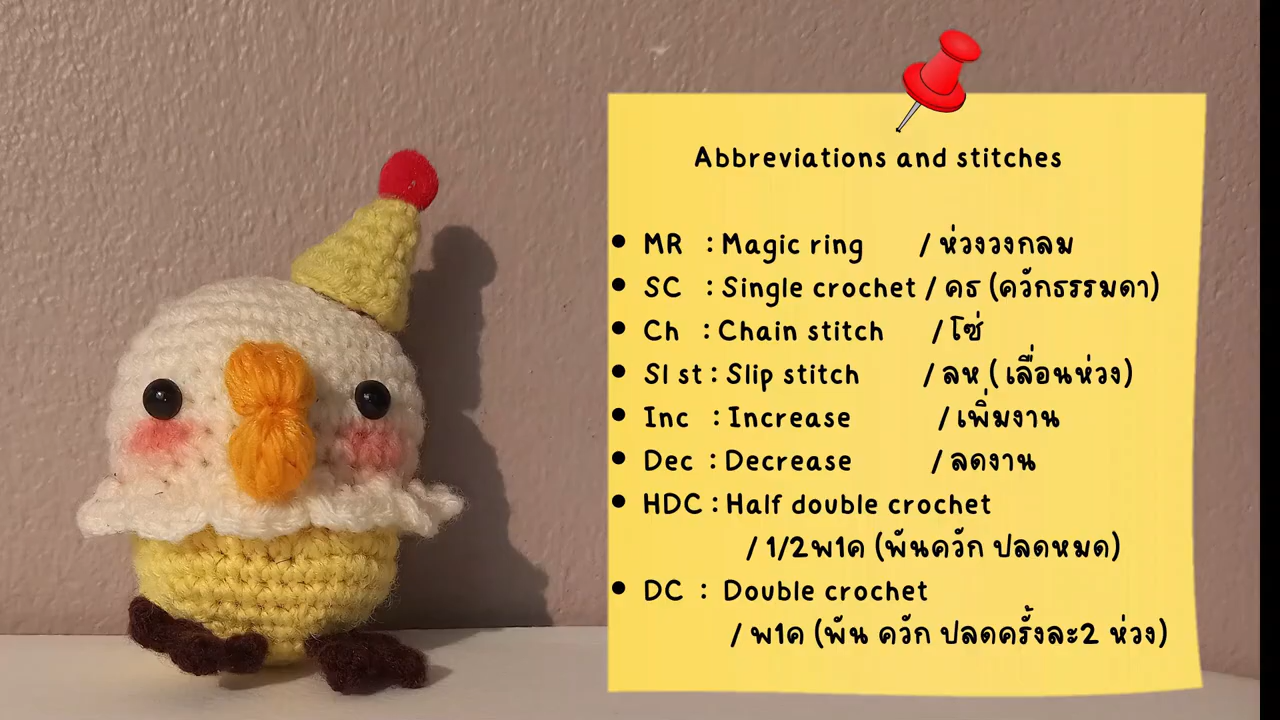 Abbreviations and stitches
• MR : Magic ring / ห่วงวงกลม
• SC : Single crochet / คธ (ควักธรรมดา)
• Ch : Chain stitch / โซ่
• Sl st : Slip stitch / ลห ( เลื่อนห่วง)
• Inc : Increase / เพิ่มงาน
• Dec : Decrease / ลดงาน
• HDC : Half double crochet
/ 1/2พ1ค (พันควัก ปลดหมด)
• DC : Double crochet
/ พ1ค (พัน ควัก ปลดครั้งละ2 ห่วง)